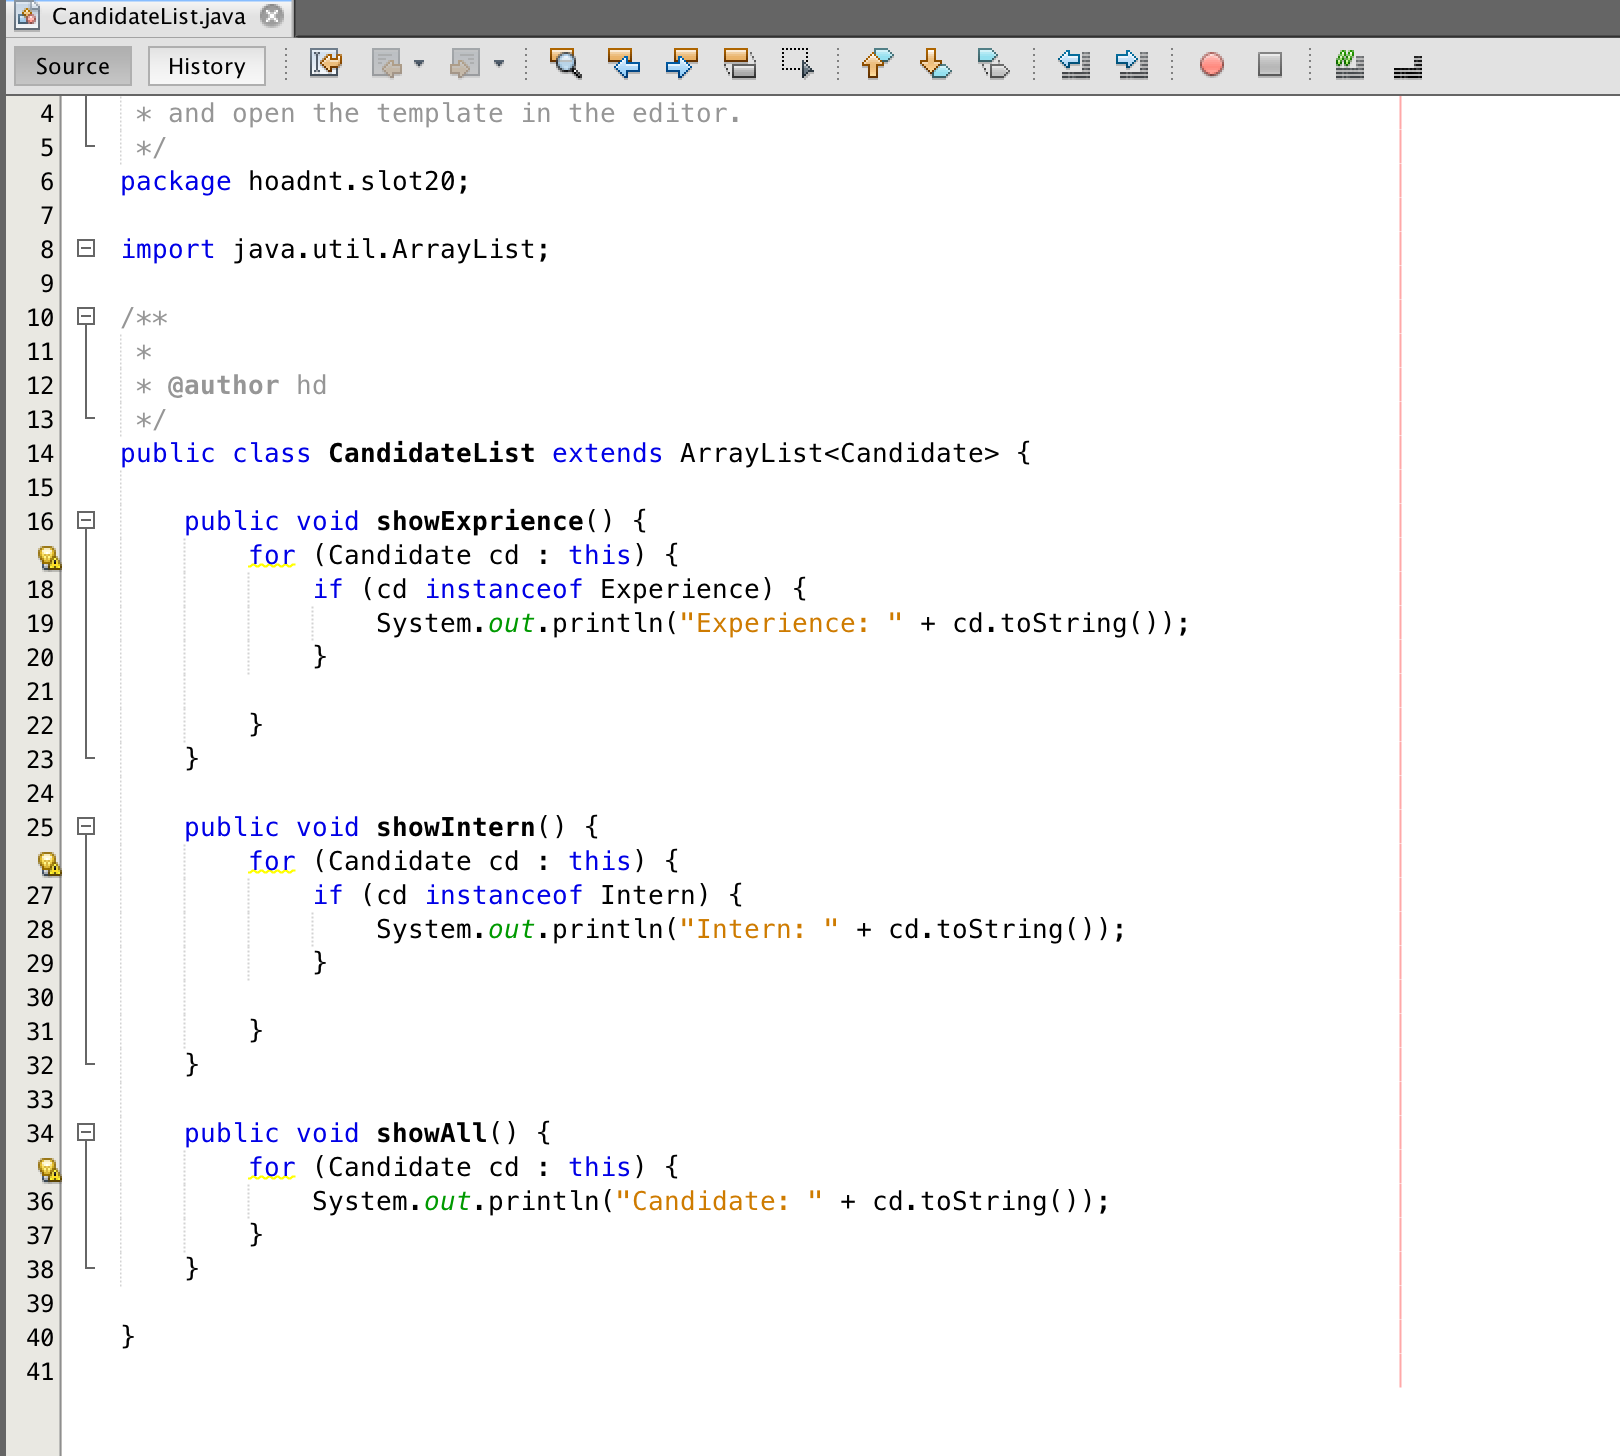 CandidateList.java
Source History
4 * and open the template in the editor.
5 */
6 package hoadnt.slot20;
7
8 import java.util.ArrayList;
9
10 /**
11 *
12 * @author hd
13 */
14 public class CandidateList extends ArrayList<Candidate> {
15
16 public void showExprience() {
for (Candidate cd : this) {
18 if (cd instanceof Experience) {
19 System.out.println("Experience: " + cd.toString());
20 }
21
22 }
23 }
24
25 public void showIntern() {
for (Candidate cd : this) {
27 if (cd instanceof Intern) {
28 System.out.println("Intern: " + cd.toString());
29 }
30
31 }
32 }
33
34 public void showAll() {
for (Candidate cd : this) {
36 System.out.println("Candidate: " + cd.toString());
37 }
38 }
39
40 }
41